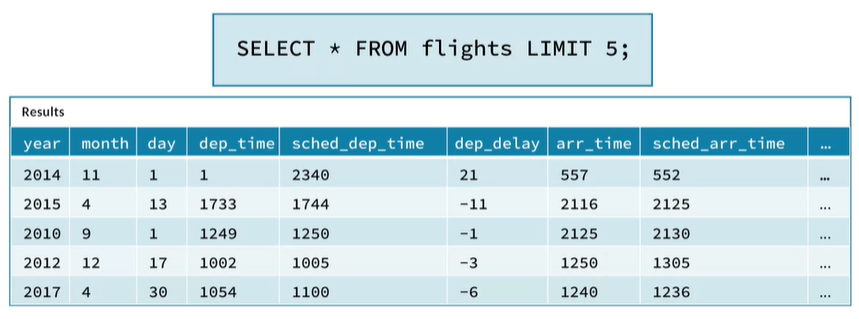 SELECT * FROM flights LIMIT 5;
Results
year month day dep_time sched_dep_time dep_delay arr_time sched_arr_time ...
2014 11 1 1 2340 21 557 552 ...
2015 4 13 1733 1744 -11 2116 2125 ...
2010 9 1 1249 1250 -1 2125 2130 ...
2012 12 17 1002 1005 -3 1250 1305 ...
2017 4 30 1054 1100 -6 1240 1236 ...